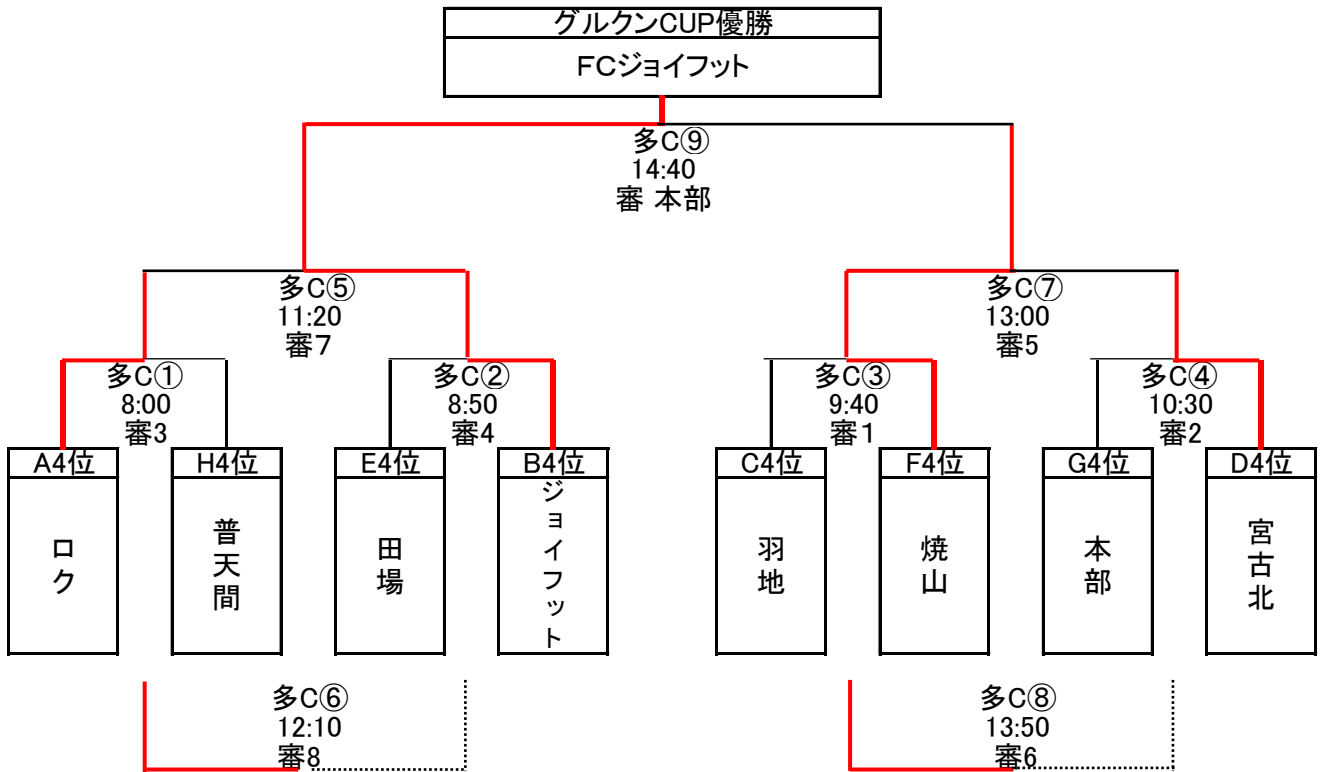 グルクンCUP優勝
FCジョイフット
多C⑨
14:40
審 本部
多C⑤
11:20
審7
多C⑦
13:00
審5
多C①
8:00
審3
多C②
8:50
審4
多C③
9:40
審1
多C④
10:30
審2
A4位
H4位
E4位
B4位
C4位
F4位
G4位
D4位
ロク
普天間
田場
ジョイフット
羽地
焼山
本部
宮古北
多C⑥
12:10
審8
多C⑧
13:50
審6